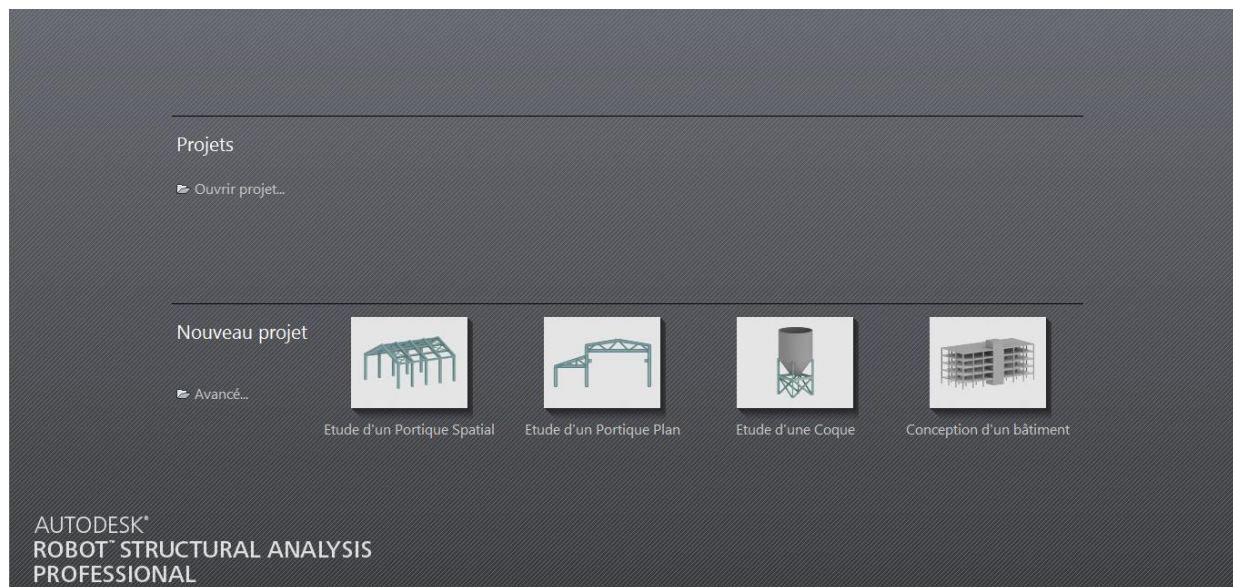 Projets
Ouvrir projet...
Nouveau projet
Avancé...
Etude d'un Portique Spatial
Etude d'un Portique Plan
Etude d'une Coque
Conception d'un bâtiment
AUTODESK®
ROBOT™ STRUCTURAL ANALYSIS
PROFESSIONAL